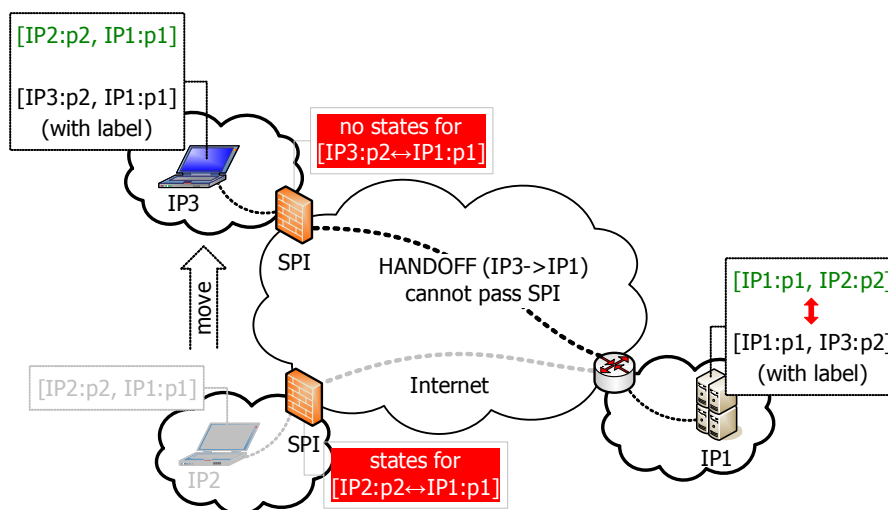 [IP2:p2, IP1:p1]
[IP3:p2, IP1:p1]
(with label)
no states for
[IP3:p2↔IP1:p1]
IP3
SPI
HANDOFF (IP3->IP1)
cannot pass SPI
move
[IP1:p1, IP2:p2]
[IP1:p1, IP3:p2]
(with label)
[IP2:p2, IP1:p1]
Internet
SPI
IP2
states for
[IP2:p2↔IP1:p1]
IP1